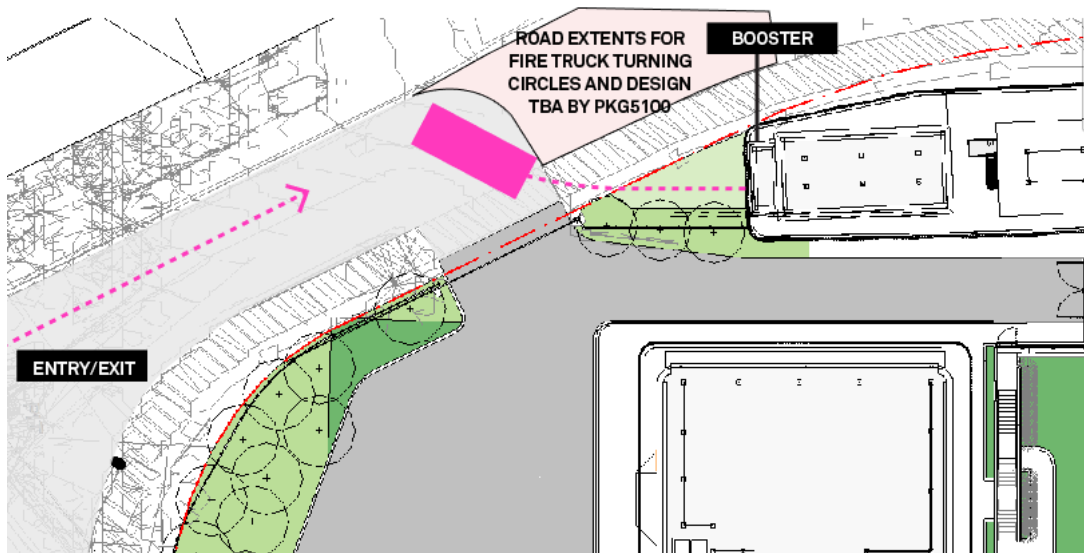 ROAD EXTENTS FOR
FIRE TRUCK TURNING
CIRCLES AND DESIGN
TBA BY PKG5100
BOOSTER
ENTRY/EXIT